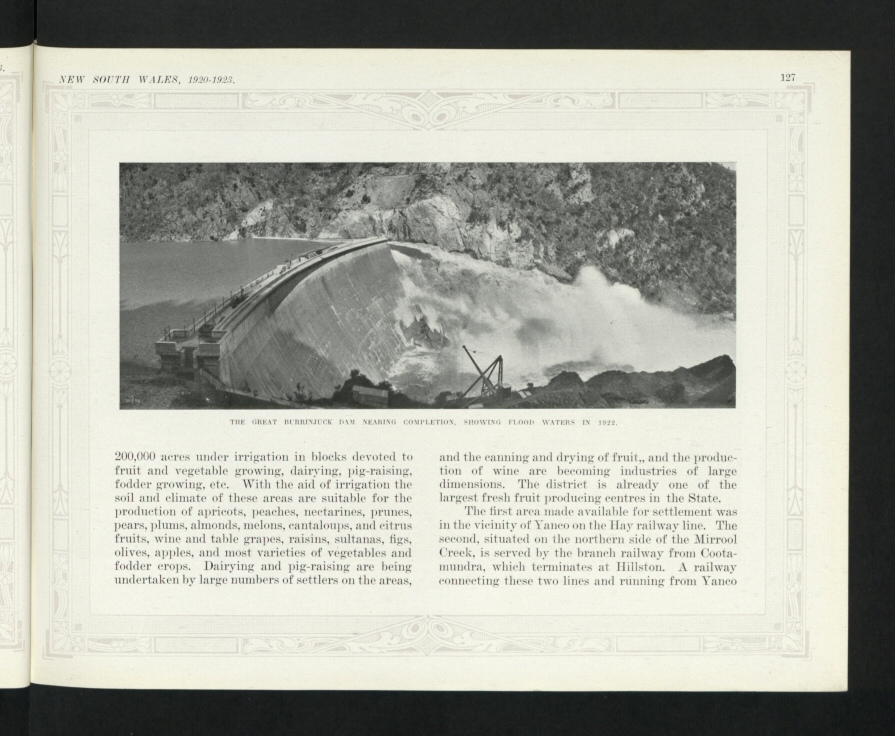 NEW SOUTH WALES, 1920-1923.
127
THE GREAT BURRINJUCK DAM NEARING COMPLETION, SHOWING FLOOD WATERS IN 1922.
200,000 acres under irrigation in blocks devoted to
fruit and vegetable growing, dairying, pig-raising,
fodder growing, etc. With the aid of irrigation the
soil and climate of these areas are suitable for the
production of apricots, peaches, nectarines, prunes,
pears, plums, almonds, melons, cantaloups, and citrus
fruits, wine and table grapes, raisins, sultanas, figs,
olives, apples, and most varieties of vegetables and
fodder crops. Dairying and pig-raising are being
undertaken by large numbers of settlers on the areas,
and the canning and drying of fruit,, and the produc-
tion of wine are becoming industries of large
dimensions. The district is already one of the
largest fresh fruit producing centres in the State.
The first area made available for settlement was
in the vicinity of Yanco on the Hay railway line. The
second, situated on the northern side of the Mirrool
Creek, is served by the branch railway from Coota-
mundra, which terminates at Hillston. A railway
connecting these two lines and running from Yanco